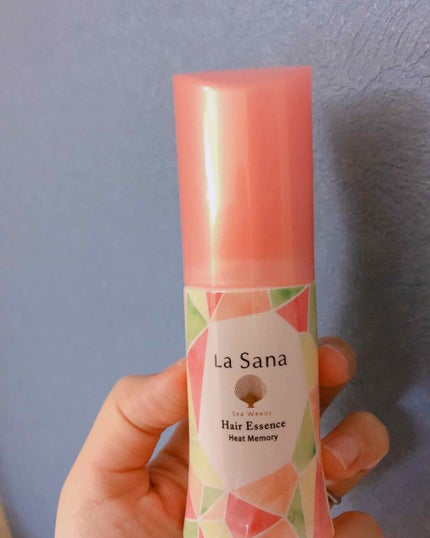 La Sana
Sea Weeds
Hair Essence
Heat Memory